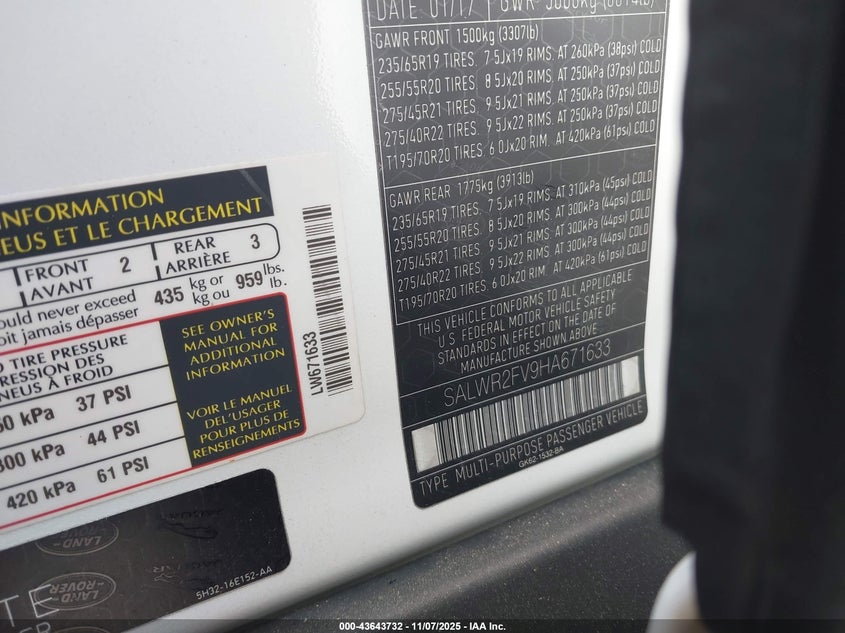 DATE 01/17 GWR
GAWR FRONT 1500kg (3307lb)
235/65R19 TIRES. 7 5Jx19 RIMS. AT 260kPa (38psi) COLD
255/55R20 TIRES. 8 5Jx20 RIMS. AT 250kPa (37psi) COLD
275/45R21 TIRES. 9 5Jx21 RIMS. AT 250kPa (37psi) COLD
275/40R22 TIRES. 9 5Jx22 RIMS. AT 250kPa (37psi) COLD
T195/70R20 TIRES. 6 0Jx20 RIM. AT 420kPa (61psi) COLD
GAWR REAR 1775kg (3913lb)
235/65R19 TIRES. 7 5Jx19 RIMS. AT 310kPa (45psi) COLD
255/55R20 TIRES. 8 5Jx20 RIMS. AT 300kPa (44psi) COLD
275/45R21 TIRES. 9 5Jx21 RIMS. AT 300kPa (44psi) COLD
275/40R22 TIRES. 9 5Jx22 RIMS. AT 300kPa (44psi) COLD
T195/70R20 TIRES. 6 0Jx20 RIM. AT 420kPa (61psi) COLD
THIS VEHICLE CONFORMS TO ALL APPLICABLE
U S FEDERAL MOTOR VEHICLE SAFETY
STANDARDS IN EFFECT ON THE DATE OF
MANUFACTURE SHOWN ABOVE.
SALWR2FV9HA671633
TYPE MULTI-PURPOSE PASSENGER VEHICLE
GK62-1532-BA
INFORMATION
NEUS ET LE CHARGEMENT
FRONT 2 REAR 3
AVANT ARRIÈRE
ould never exceed 435 kg or 959 lbs.
oit jamais dépasser kg ou lb.
TIRE PRESSURE
RESSION DES
NEUS À FROID
50 kPa 37 PSI
300 kPa 44 PSI
420 kPa 61 PSI
SEE OWNER'S
MANUAL FOR
ADDITIONAL
INFORMATION
VOIR LE MANUEL
DEL'USAGER
POUR PLUS DE
RENSEIGNEMENTS
LW671633
LAND-
ROVER
5H32-16E152-AA
000-43643732 — 11/07/2025 — IAA Inc.